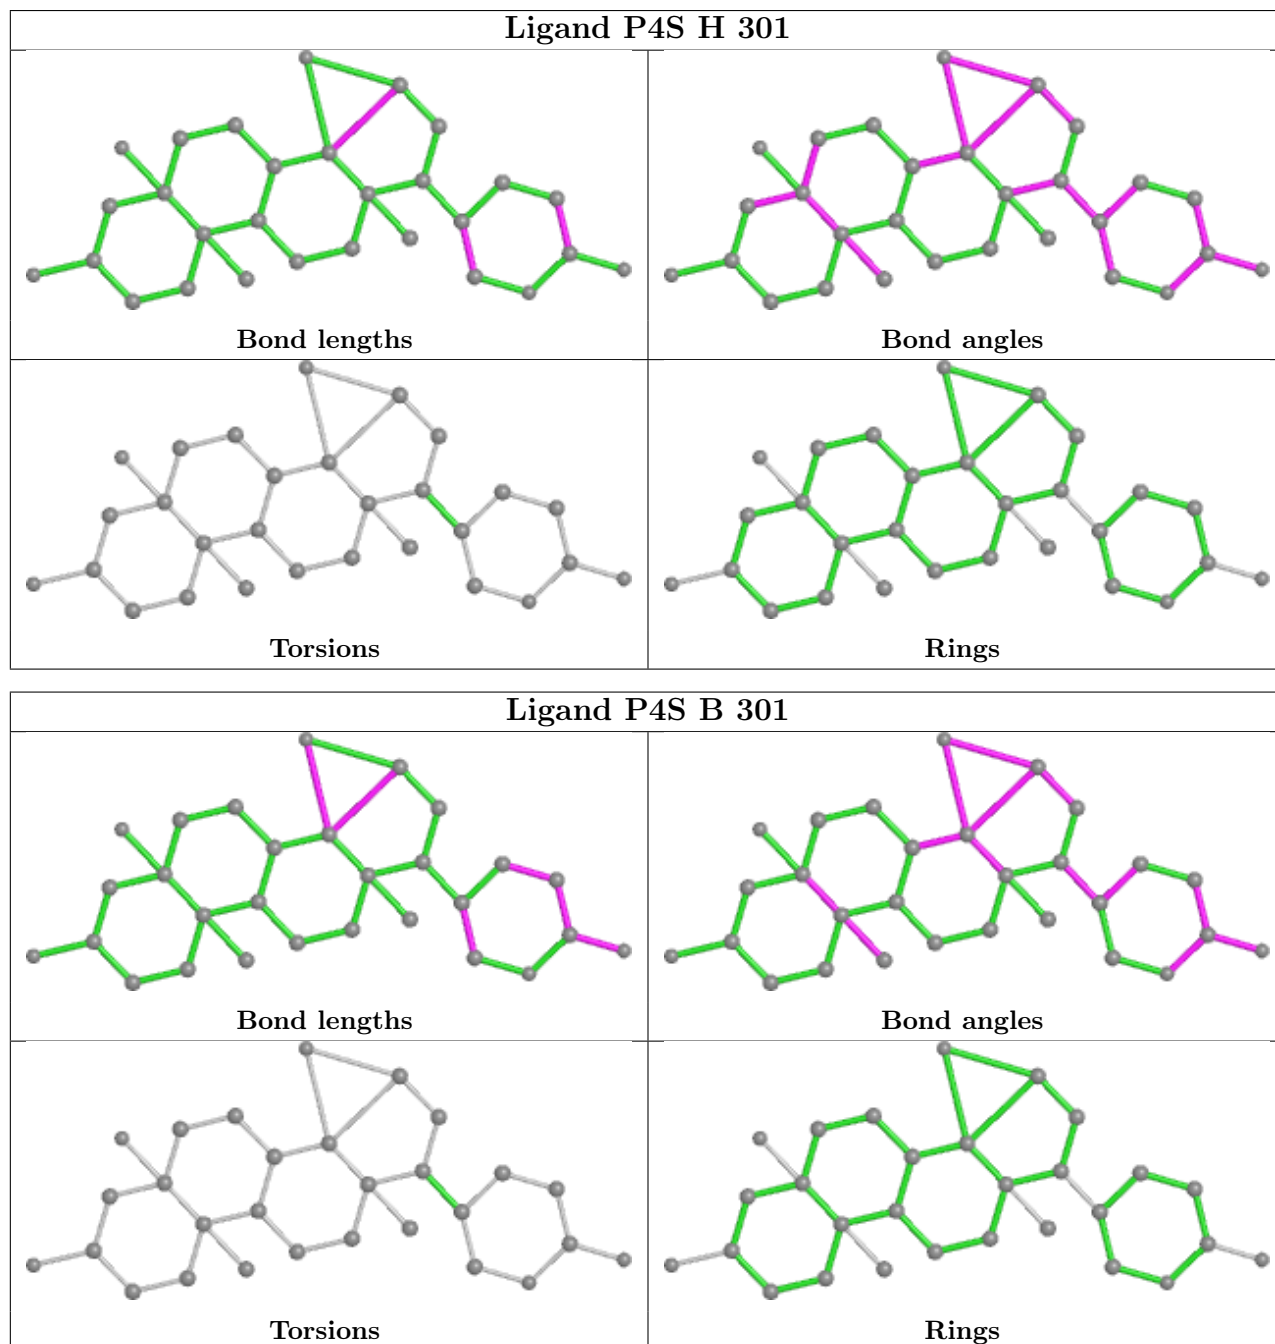 Ligand P4S H 301
Bond lengths
Bond angles
Torsions
Rings
Ligand P4S B 301
Bond lengths
Bond angles
Torsions
Rings